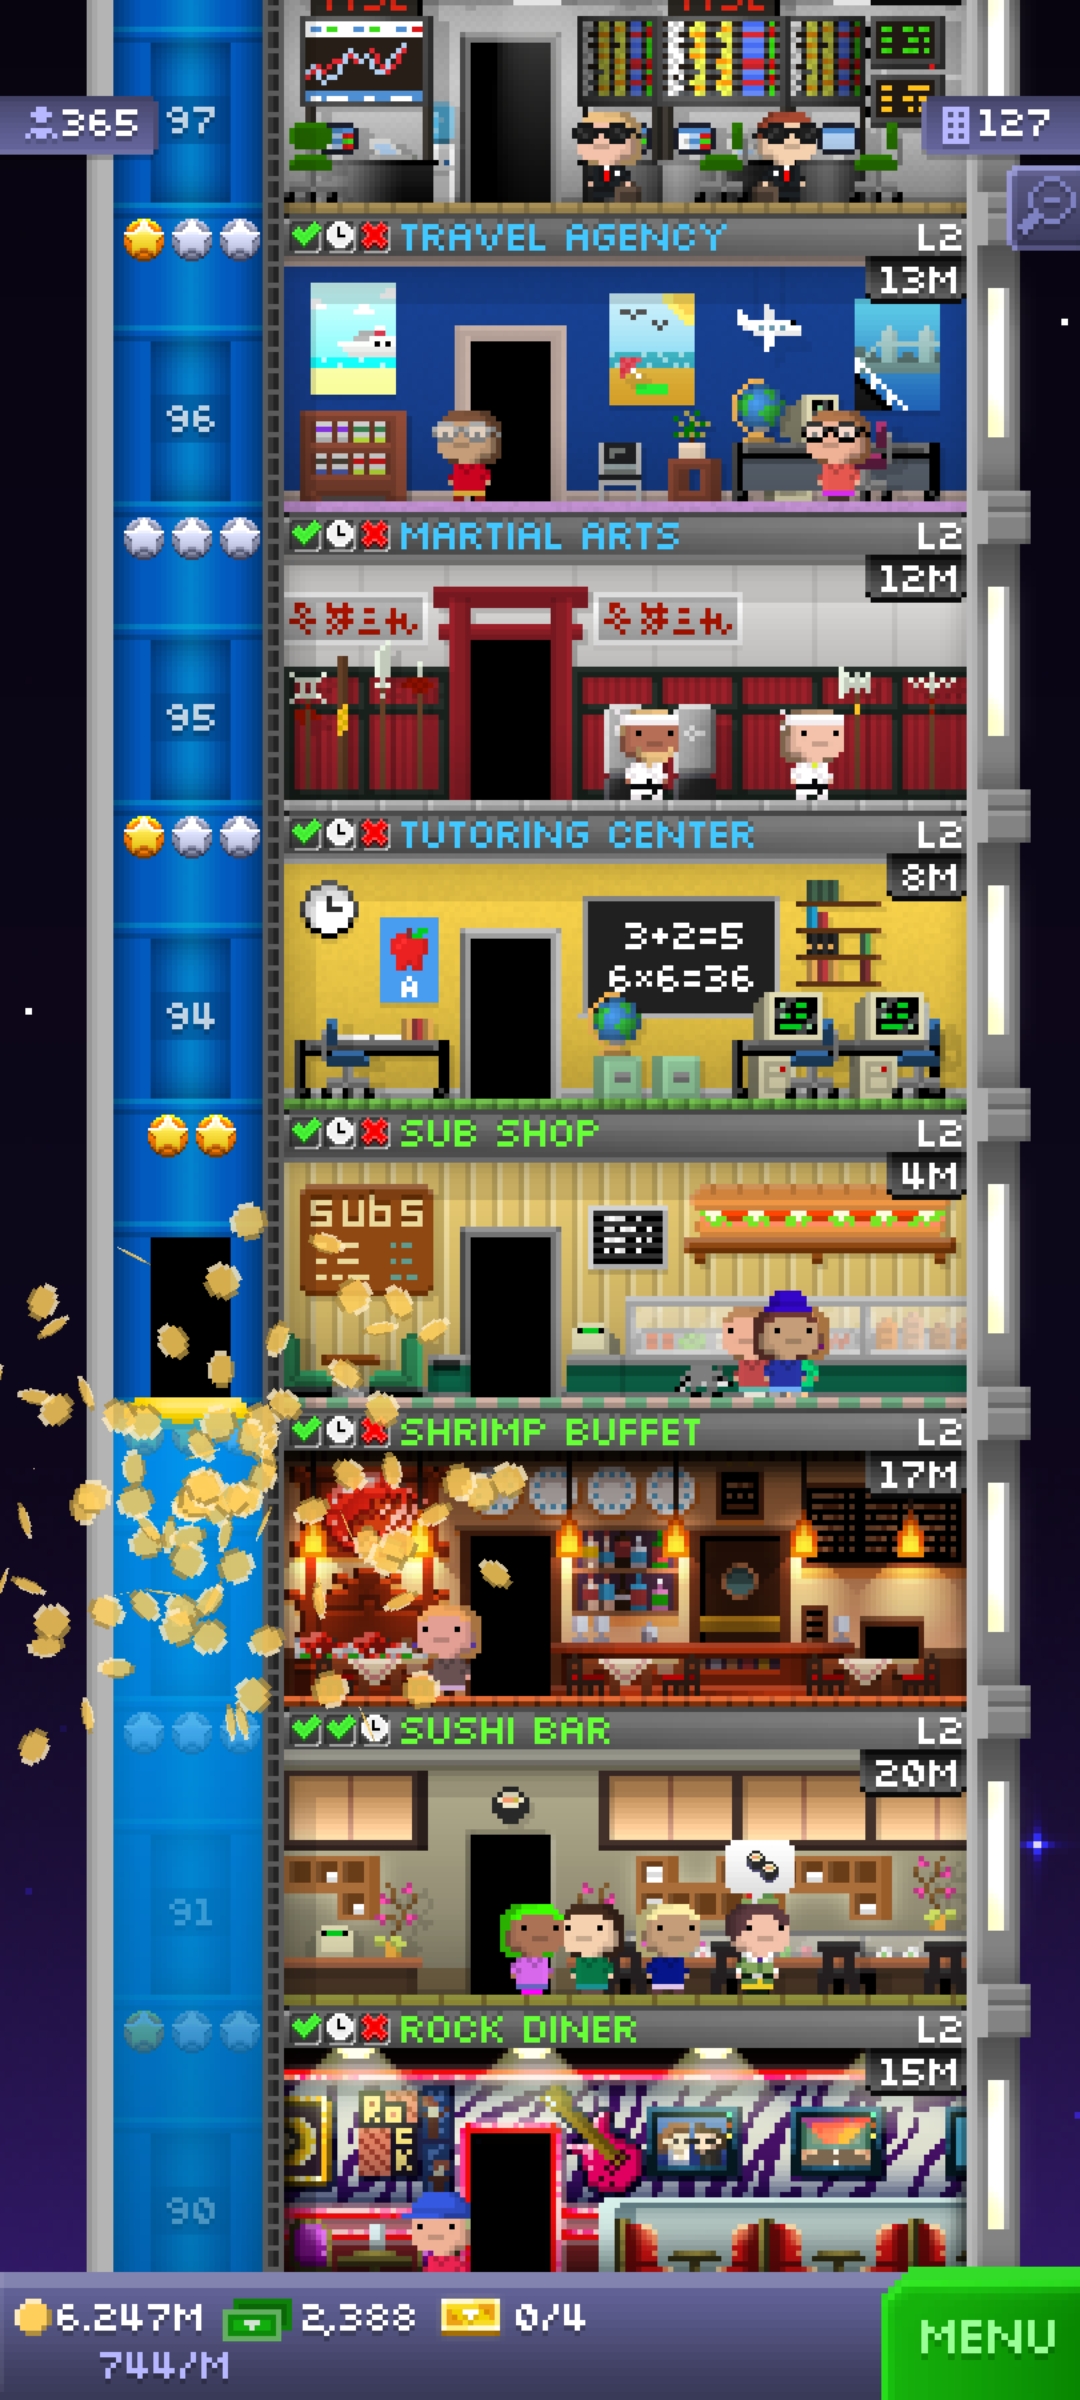 365
97
127
TRAVEL AGENCY L2
13M
96
MARTIAL ARTS L2
12M
95
TUTORING CENTER L2
8M
3+2=5
6×6=36
A
94
SUB SHOP L2
4M
SUBS
SHRIMP BUFFET L2
17M
SUSHI BAR L2
20M
91
ROCK DINER L2
15M
ROCK
90
6.247M 2,388 0/4
744/M
MENU